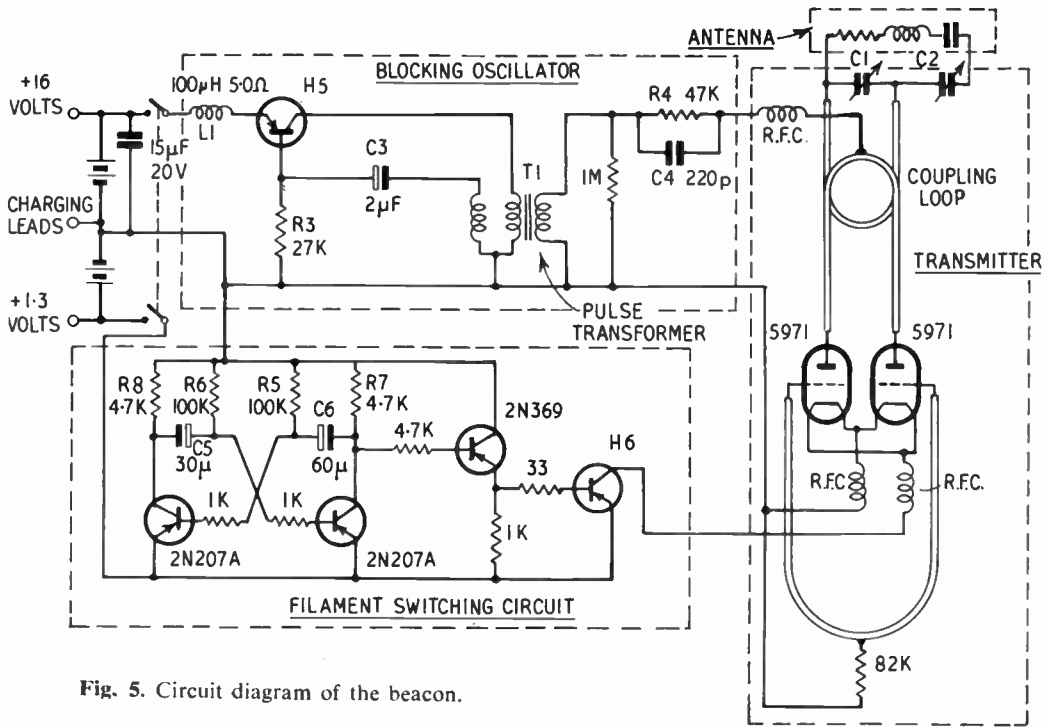 ANTENNA
C1
C2
BLOCKING OSCILLATOR
+16
VOLTS
100µH 5·0Ω
L1
H5
15µF
20V
R4 47K
C4 220p
R.F.C.
C3
2µF
T1
1M
COUPLING
LOOP
CHARGING
LEADS
R3
27K
TRANSMITTER
+1·3
VOLTS
PULSE
TRANSFORMER
5971
5971
R8
4·7K
R6
100K
R5
100K
R7
4·7K
C5
30µ
C6
60µ
4·7K
2N369
33
H6
1K
1K
1K
2N207A
2N207A
R.F.C
R.F.C.
FILAMENT SWITCHING CIRCUIT
82K
Fig. 5. Circuit diagram of the beacon.